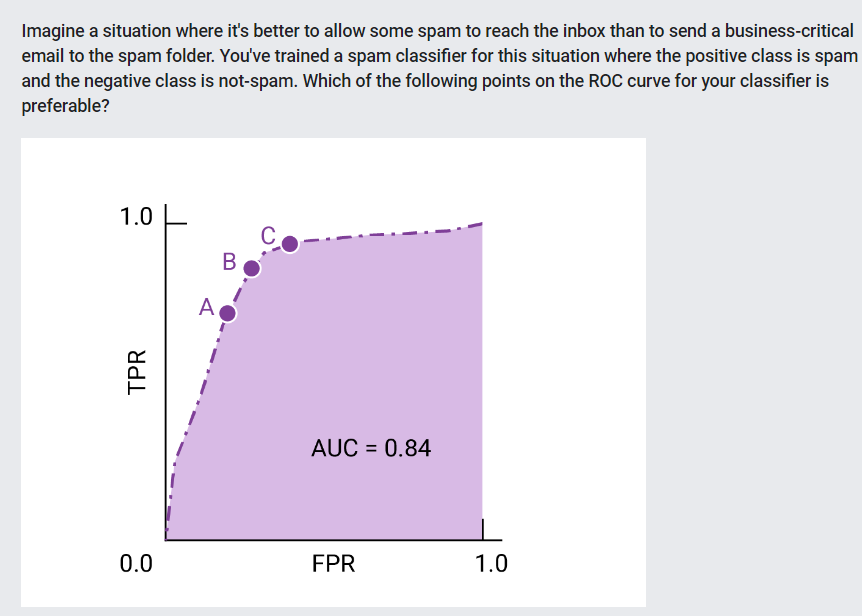 Imagine a situation where it's better to allow some spam to reach the inbox than to send a business-critical
email to the spam folder. You've trained a spam classifier for this situation where the positive class is spam
and the negative class is not-spam. Which of the following points on the ROC curve for your classifier is
preferable?
1.0
C
B
A
TPR
AUC = 0.84
0.0 FPR 1.0